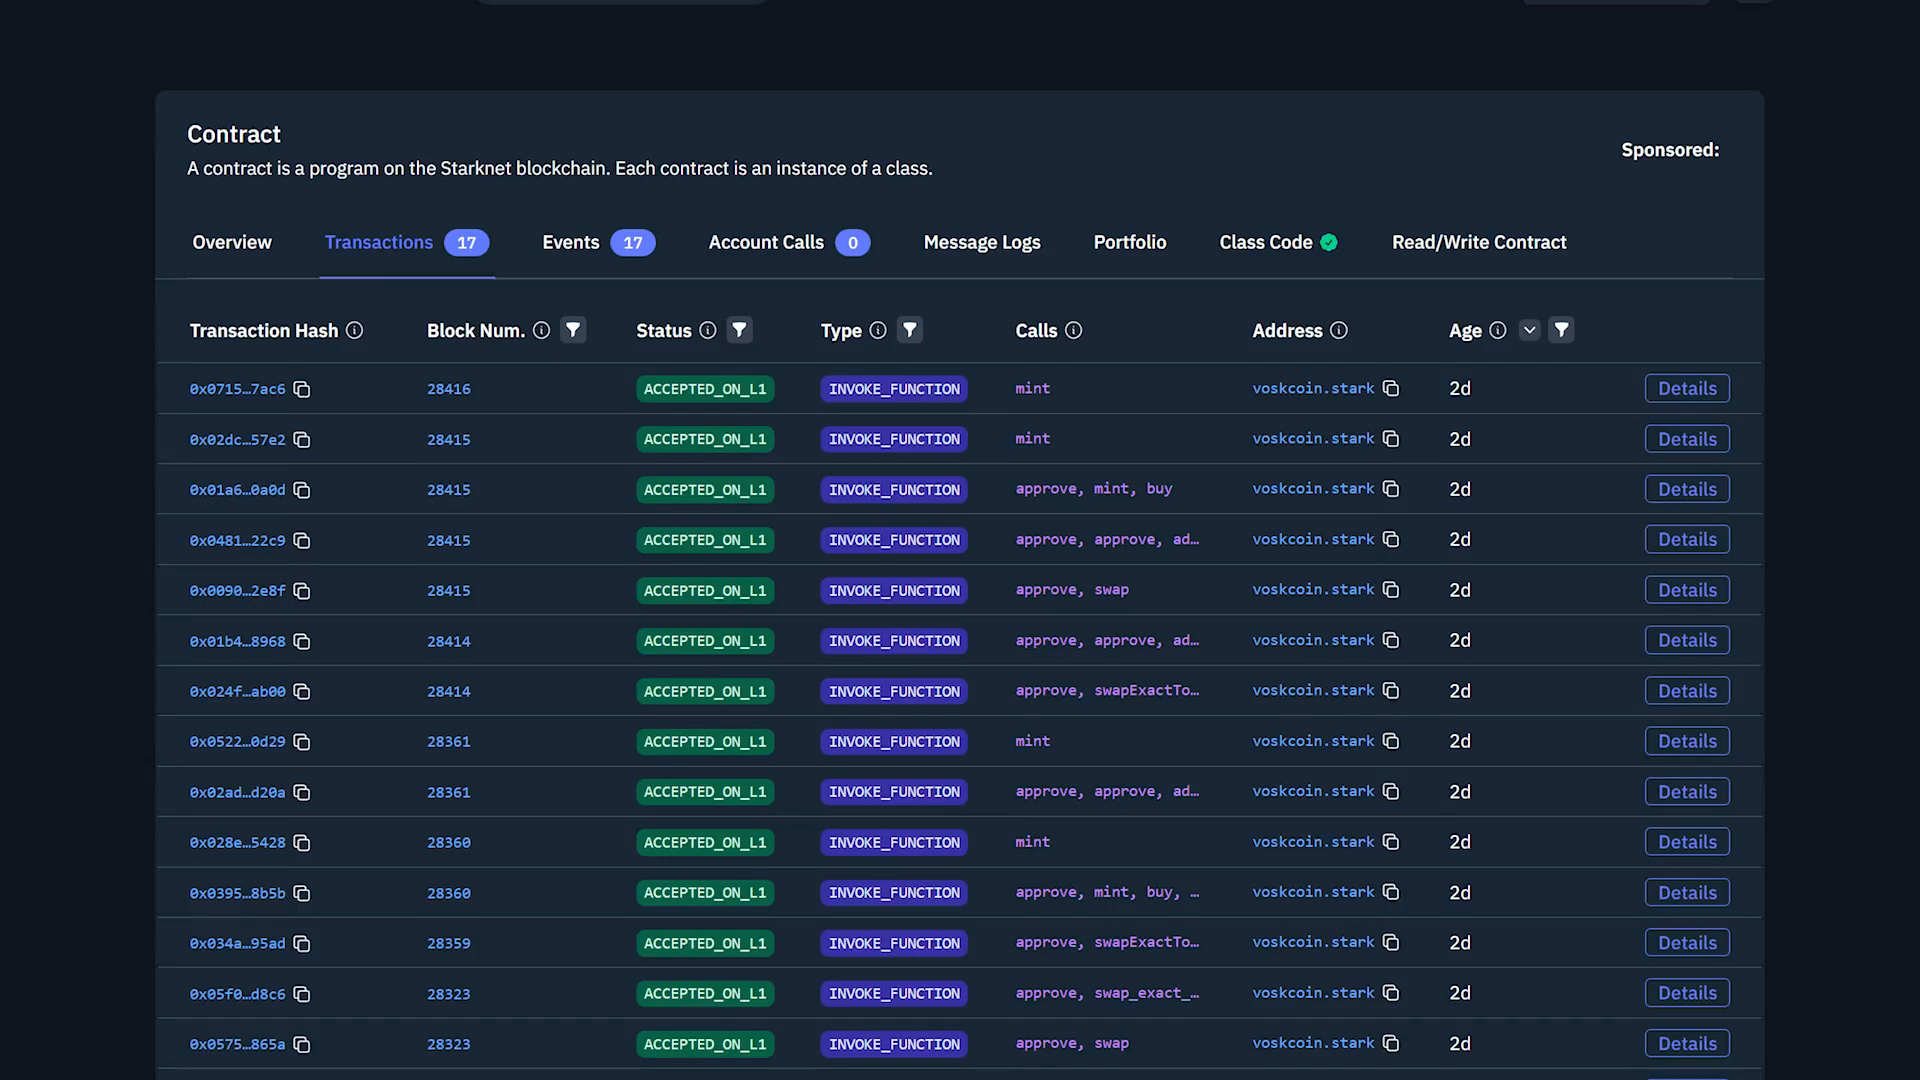 Contract
A contract is a program on the Starknet blockchain. Each contract is an instance of a class.
Sponsored:
Overview Transactions 17 Events 17 Account Calls 0 Message Logs Portfolio Class Code Read/Write Contract
Transaction Hash Block Num. Status Type Calls Address Age
0x0715…7ac6 28416 ACCEPTED_ON_L1 INVOKE_FUNCTION mint voskcoin.stark 2d Details
0x02dc…57e2 28415 ACCEPTED_ON_L1 INVOKE_FUNCTION mint voskcoin.stark 2d Details
0x01a6…0a0d 28415 ACCEPTED_ON_L1 INVOKE_FUNCTION approve, mint, buy voskcoin.stark 2d Details
0x0481…22c9 28415 ACCEPTED_ON_L1 INVOKE_FUNCTION approve, approve, ad… voskcoin.stark 2d Details
0x0090…2e8f 28415 ACCEPTED_ON_L1 INVOKE_FUNCTION approve, swap voskcoin.stark 2d Details
0x01b4…8968 28414 ACCEPTED_ON_L1 INVOKE_FUNCTION approve, approve, ad… voskcoin.stark 2d Details
0x024f…ab00 28414 ACCEPTED_ON_L1 INVOKE_FUNCTION approve, swapExactTo… voskcoin.stark 2d Details
0x0522…0d29 28361 ACCEPTED_ON_L1 INVOKE_FUNCTION mint voskcoin.stark 2d Details
0x02ad…d20a 28361 ACCEPTED_ON_L1 INVOKE_FUNCTION approve, approve, ad… voskcoin.stark 2d Details
0x028e…5428 28360 ACCEPTED_ON_L1 INVOKE_FUNCTION mint voskcoin.stark 2d Details
0x0395…8b5b 28360 ACCEPTED_ON_L1 INVOKE_FUNCTION approve, mint, buy, … voskcoin.stark 2d Details
0x034a…95ad 28359 ACCEPTED_ON_L1 INVOKE_FUNCTION approve, swapExactTo… voskcoin.stark 2d Details
0x05f0…d8c6 28323 ACCEPTED_ON_L1 INVOKE_FUNCTION approve, swap_exact_… voskcoin.stark 2d Details
0x0575…865a 28323 ACCEPTED_ON_L1 INVOKE_FUNCTION approve, swap voskcoin.stark 2d Details